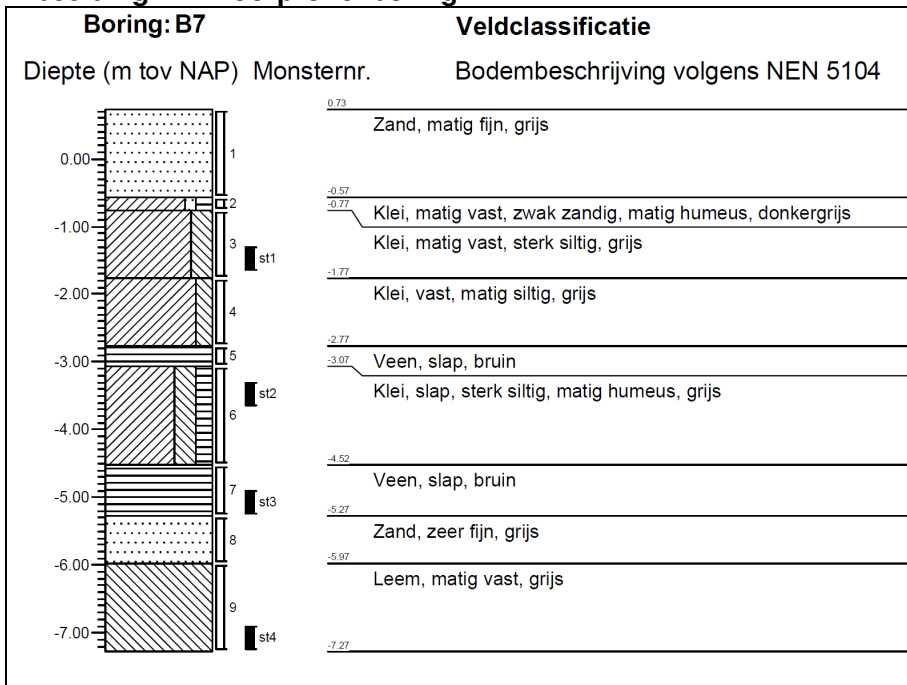 Boring: B7
Veldclassificatie
Diepte (m tov NAP) Monsternr. Bodembeschrijving volgens NEN 5104
0.73
Zand, matig fijn, grijs
0.00
1
-0.57
2
-0.77
Klei, matig vast, zwak zandig, matig humeus, donkergrijs
-1.00
3
st1
Klei, matig vast, sterk siltig, grijs
-1.77
-2.00
Klei, vast, matig siltig, grijs
4
-2.77
-3.00
5
Veen, slap, bruin
-3.07
st2
Klei, slap, sterk siltig, matig humeus, grijs
6
-4.00
-4.52
7
Veen, slap, bruin
-5.00
st3
-5.27
8
Zand, zeer fijn, grijs
-5.97
-6.00
Leem, matig vast, grijs
9
-7.00
st4
-7.27